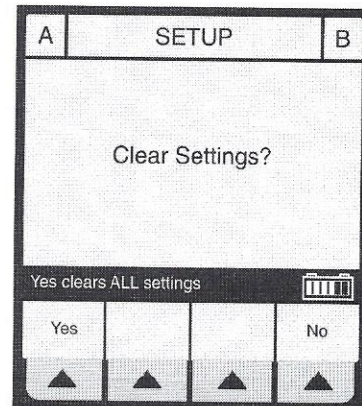 A SETUP B
Clear Settings?
Yes clears ALL settings
Yes No